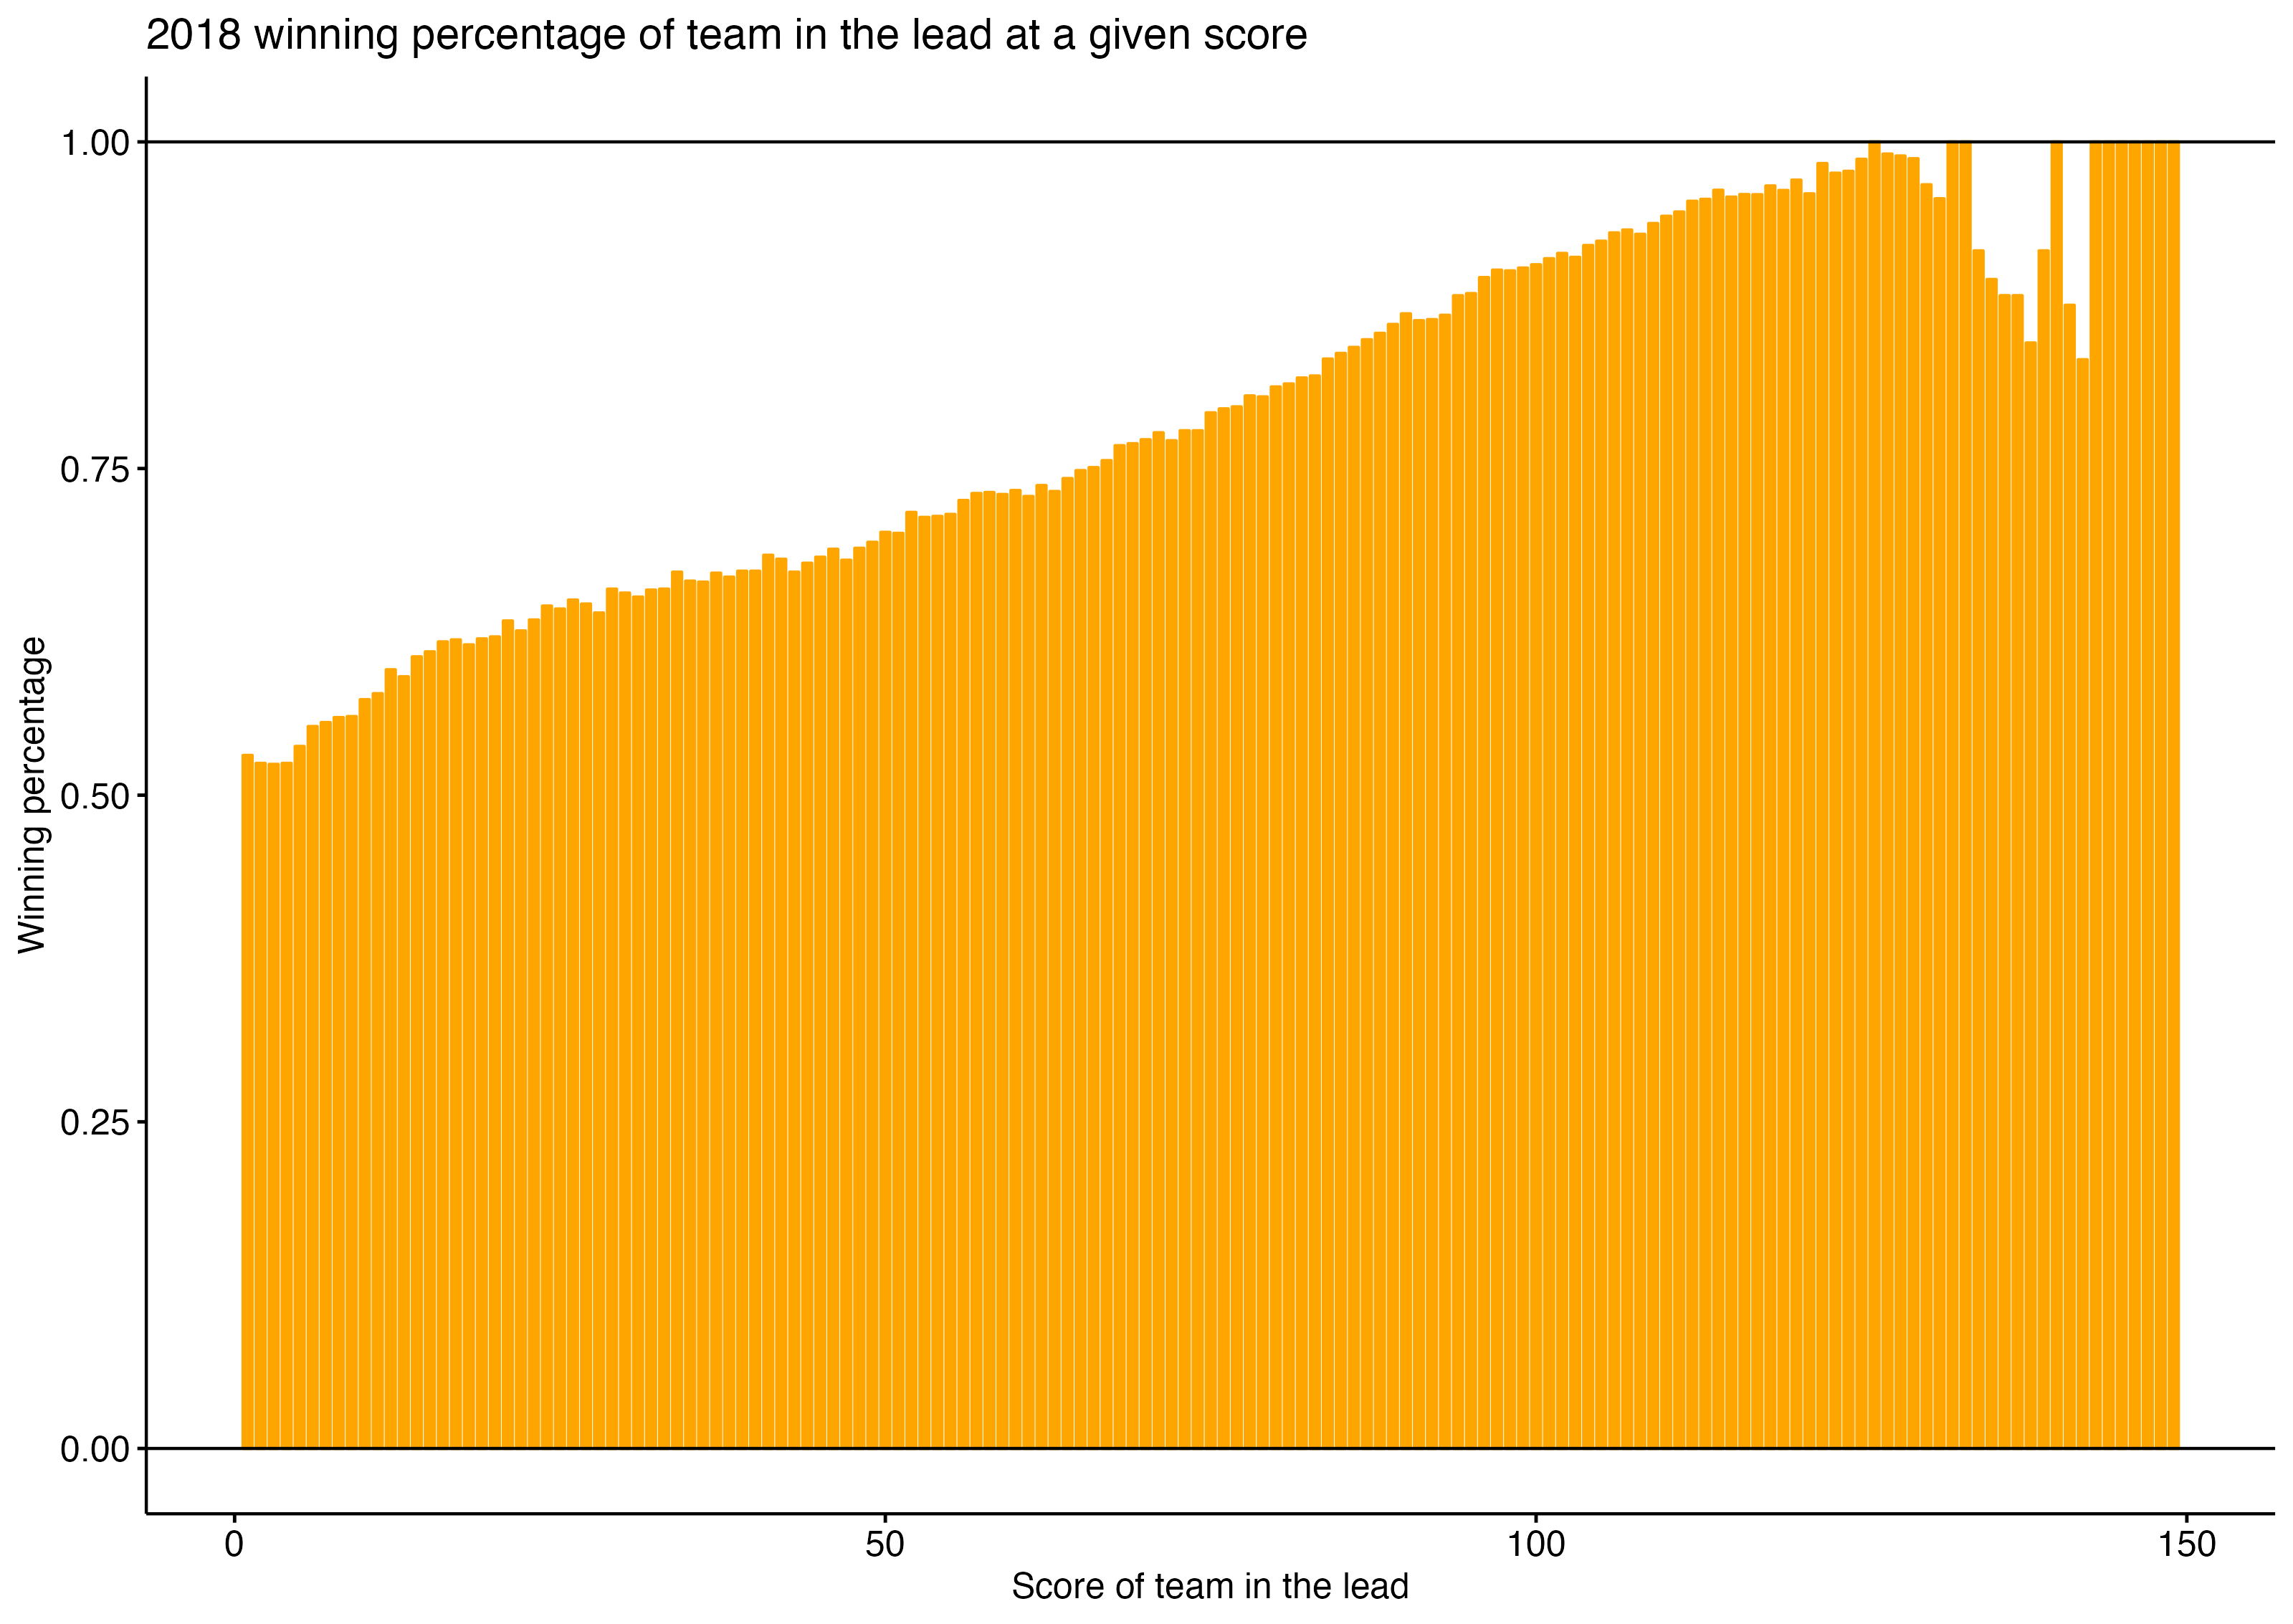 2018 winning percentage of team in the lead at a given score
1.00
0.75
0.50
0.25
0.00
Winning percentage
0 50 100 150
Score of team in the lead